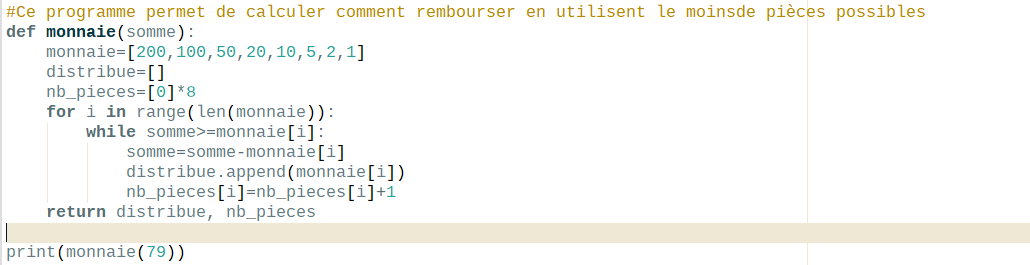 #Ce programme permet de calculer comment rembourser en utilisent le moinsde pièces possibles
def monnaie(somme):
    monnaie=[200,100,50,20,10,5,2,1]
    distribue=[]
    nb_pieces=[0]*8
    for i in range(len(monnaie)):
        while somme>=monnaie[i]:
            somme=somme-monnaie[i]
            distribue.append(monnaie[i])
            nb_pieces[i]=nb_pieces[i]+1
    return distribue, nb_pieces
print(monnaie(79))